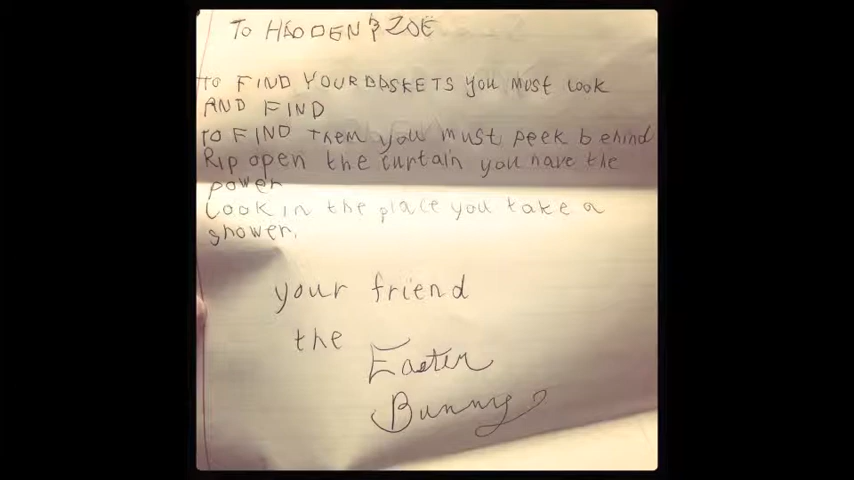 To HADDEN & ZOE
TO FIND YOUR BASKETS you Must Look
AND FIND
TO FIND Them you must peek behind
Rip open the curtain you have the
power
Look in the place you take a
shower.
your friend
the
Easter
Bunny